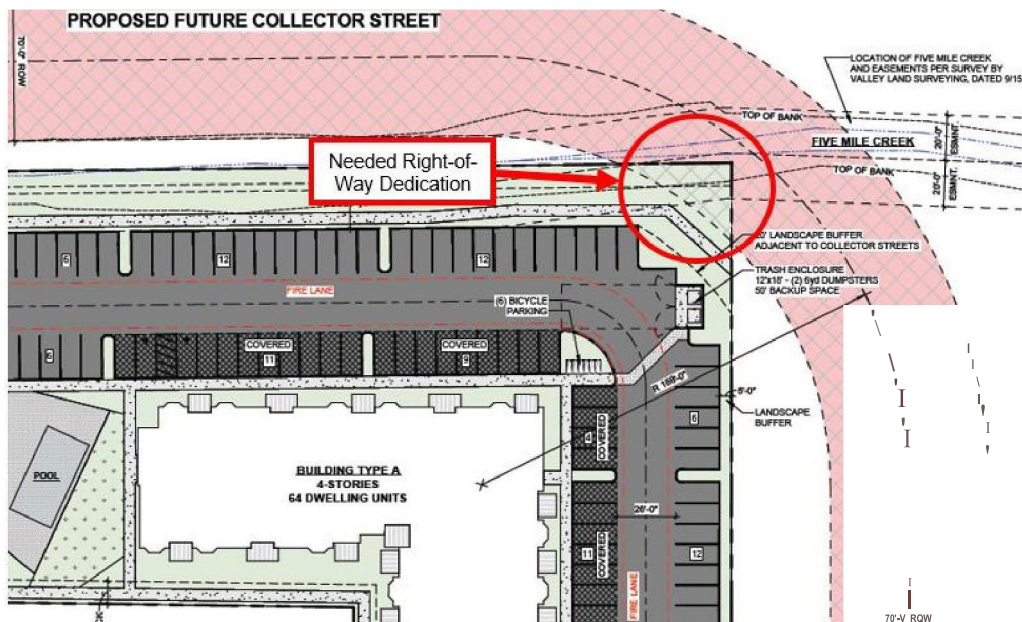 PROPOSED FUTURE COLLECTOR STREET
70'-0" ROW
LOCATION OF FIVE MILE CREEK
AND EASEMENTS PER SURVEY BY
VALLEY LAND SURVEYING, DATED 9/15
TOP OF BANK
FIVE MILE CREEK
20'-0"
ESMNT.
TOP OF BANK
20'-0"
ESMNT.
Needed Right-of-
Way Dedication
20' LANDSCAPE BUFFER
ADJACENT TO COLLECTOR STREETS
TRASH ENCLOSURE
12'x18' - (2) 6yd DUMPSTERS
50' BACKUP SPACE
5
12
12
FIRE LANE
(6) BICYCLE
PARKING
COVERED
11
COVERED
9
R 169'-0"
LANDSCAPE
BUFFER
4
COVERED
6
POOL
BUILDING TYPE A
4-STORIES
64 DWELLING UNITS
26'-0"
11
COVERED
12
FIRE LANE
70'-V ROW